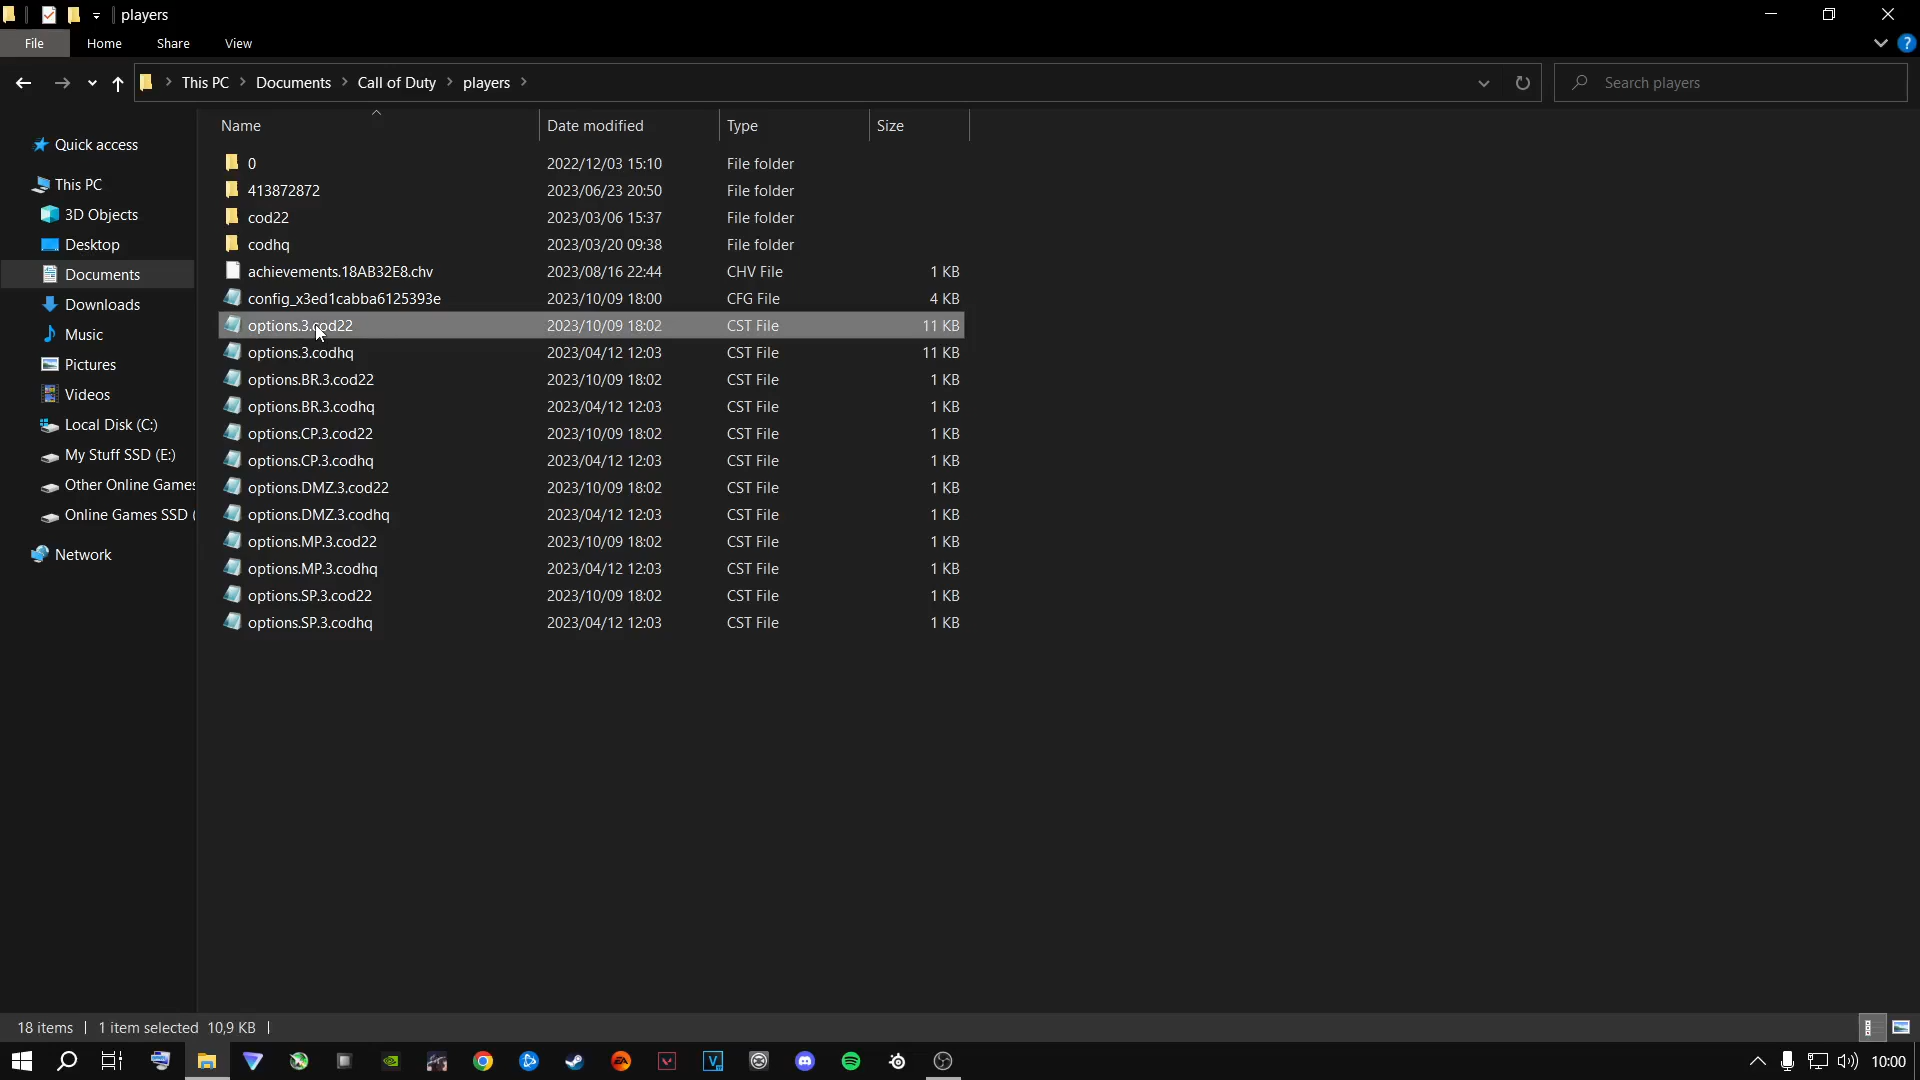 players
File Home Share View
This PC Documents Call of Duty players
Search players
Name Date modified Type Size
Quick access
This PC
3D Objects
Desktop
Documents
Downloads
Music
Pictures
Videos
Local Disk (C:)
My Stuff SSD (E:)
Other Online Games
Online Games SSD (
Network
0 2022/12/03 15:10 File folder
413872872 2023/06/23 20:50 File folder
cod22 2023/03/06 15:37 File folder
codhq 2023/03/20 09:38 File folder
achievements.18AB32E8.chv 2023/08/16 22:44 CHV File 1 KB
config_x3ed1cabba6125393e 2023/10/09 18:00 CFG File 4 KB
options.3.cod22 2023/10/09 18:02 CST File 11 KB
options.3.codhq 2023/04/12 12:03 CST File 11 KB
options.BR.3.cod22 2023/10/09 18:02 CST File 1 KB
options.BR.3.codhq 2023/04/12 12:03 CST File 1 KB
options.CP.3.cod22 2023/10/09 18:02 CST File 1 KB
options.CP.3.codhq 2023/04/12 12:03 CST File 1 KB
options.DMZ.3.cod22 2023/10/09 18:02 CST File 1 KB
options.DMZ.3.codhq 2023/04/12 12:03 CST File 1 KB
options.MP.3.cod22 2023/10/09 18:02 CST File 1 KB
options.MP.3.codhq 2023/04/12 12:03 CST File 1 KB
options.SP.3.cod22 2023/10/09 18:02 CST File 1 KB
options.SP.3.codhq 2023/04/12 12:03 CST File 1 KB
18 items 1 item selected 10,9 KB
10:00